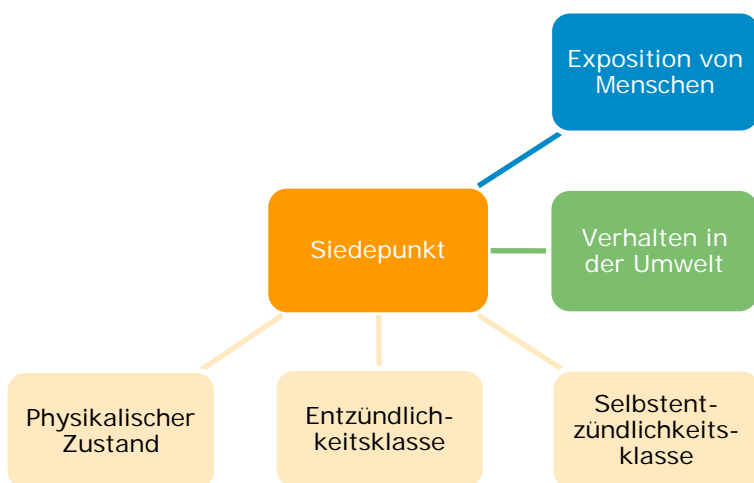 Exposition von
Menschen
Siedepunkt
Verhalten in
der Umwelt
Physikalischer
Zustand
Entzündlich-
keitsklasse
Selbstent-
zündlichkeits-
klasse